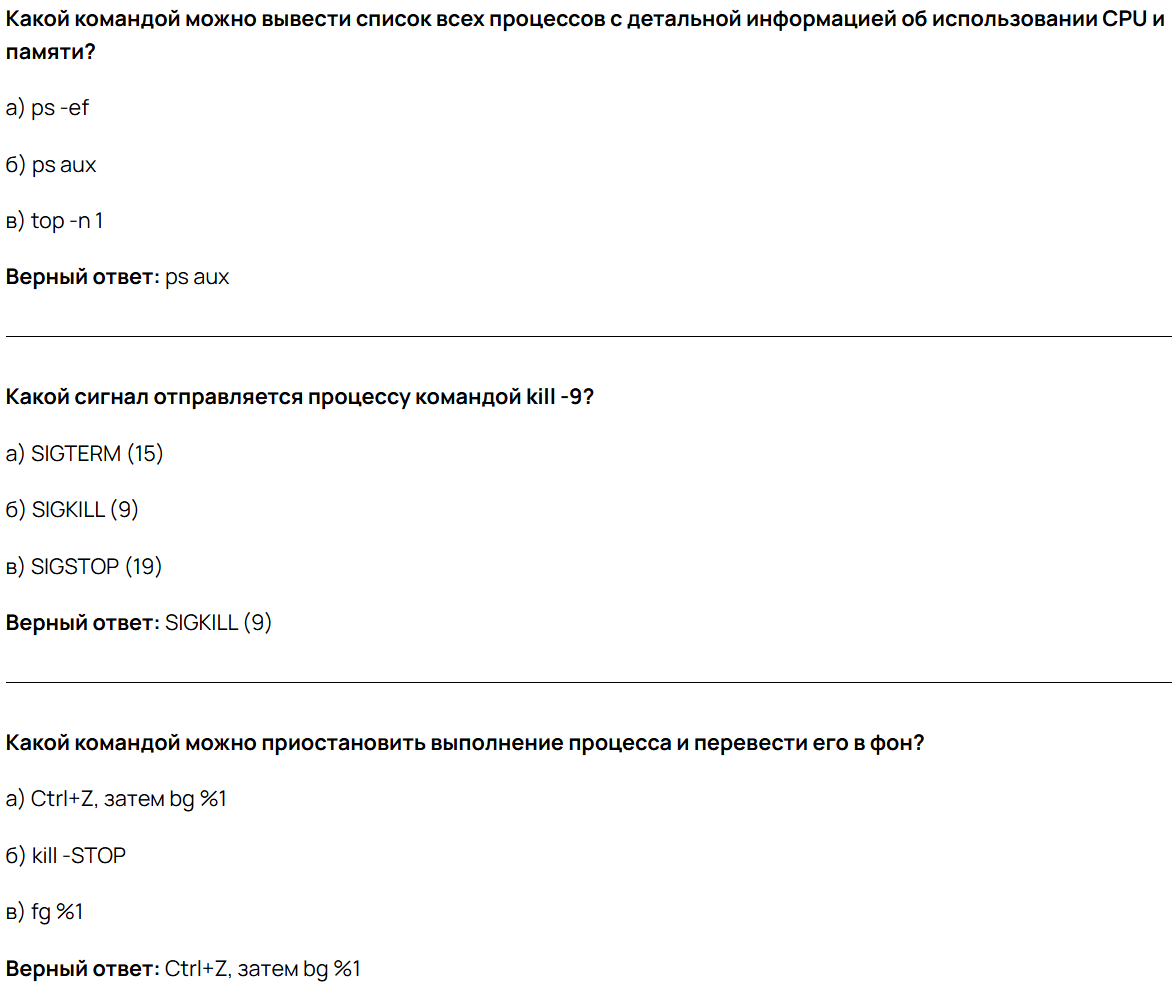 Какой командой можно вывести список всех процессов с детальной информацией об использовании CPU и
памяти?
а) ps -ef
б) ps aux
в) top -n 1
Верный ответ: ps aux
Какой сигнал отправляется процессу командой kill -9?
а) SIGTERM (15)
б) SIGKILL (9)
в) SIGSTOP (19)
Верный ответ: SIGKILL (9)
Какой командой можно приостановить выполнение процесса и перевести его в фон?
а) Ctrl+Z, затем bg %1
б) kill -STOP
в) fg %1
Верный ответ: Ctrl+Z, затем bg %1